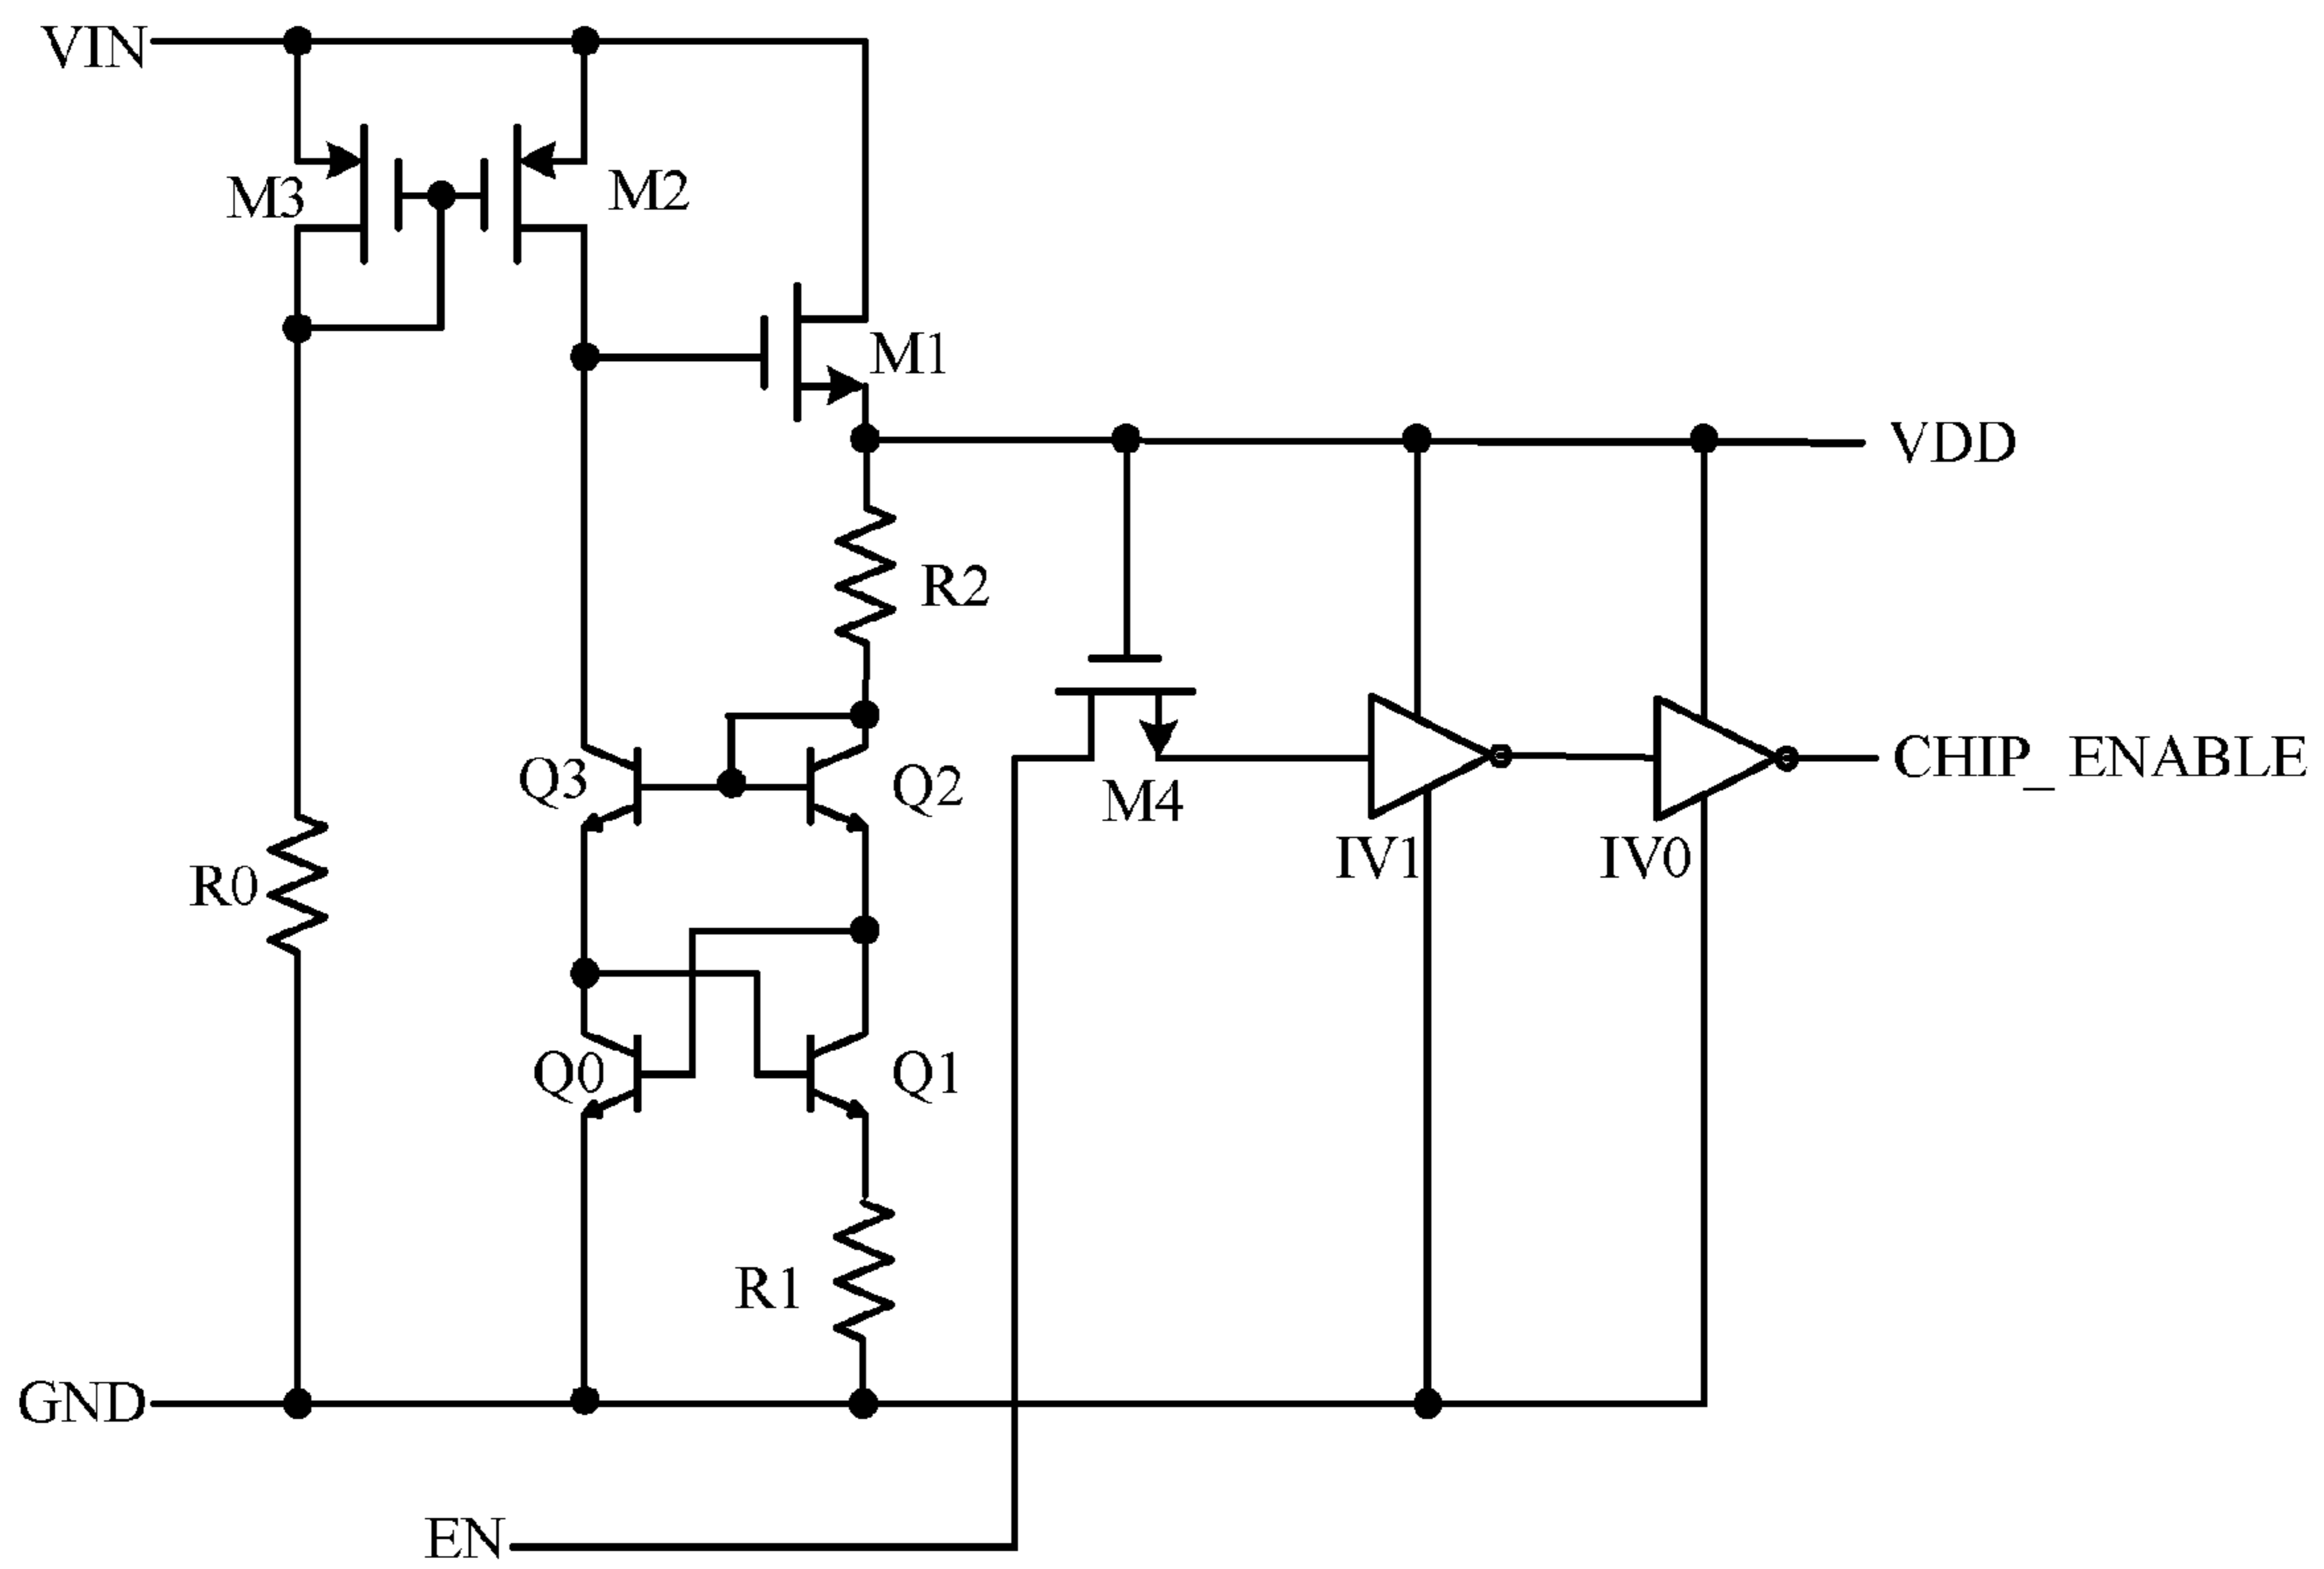 VIN
M3
M2
M1
VDD
R2
Q3
Q2
M4
CHIP_ENABLE
IV1
IV0
R0
Q0
Q1
R1
GND
EN